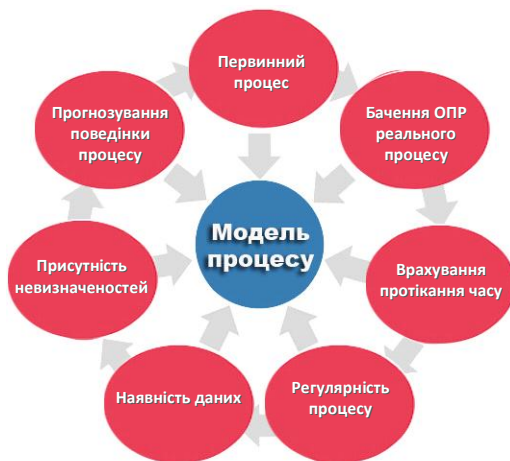 Первинний
процес
Бачення ОПР
реального
процесу
Врахування
протікання часу
Регулярність
процесу
Наявність даних
Присутність
невизначеностей
Прогнозування
поведінки
процесу
Модель
процесу